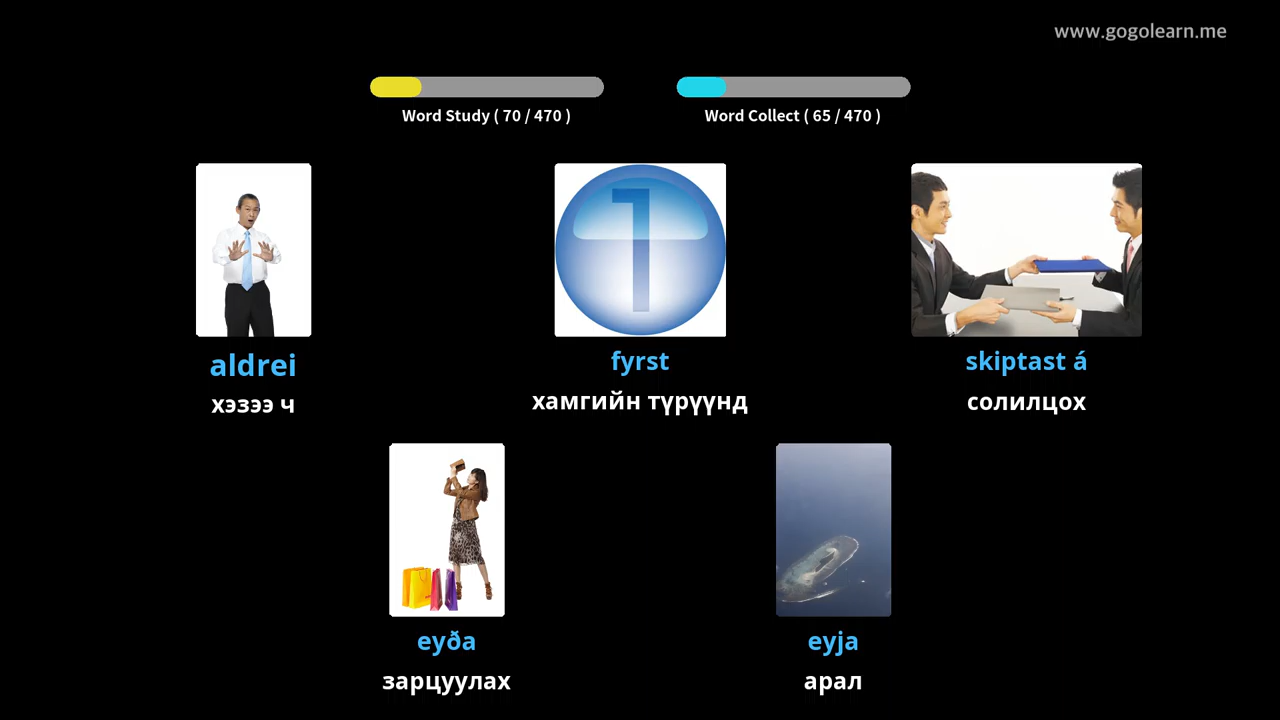 www.gogolearn.me
Word Study ( 70 / 470 )
Word Collect ( 65 / 470 )
1
aldrei
хэзээ ч
fyrst
хамгийн түрүүнд
skiptast á
солилцох
eyða
зарцуулах
eyja
арал